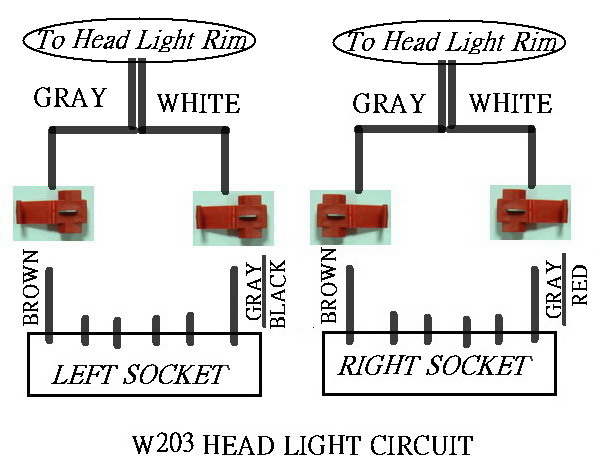 To Head Light Rim
To Head Light Rim
GRAY WHITE
GRAY WHITE
BROWN
GRAY
BLACK
BROWN
GRAY
RED
LEFT SOCKET
RIGHT SOCKET
W203 HEAD LIGHT CIRCUIT